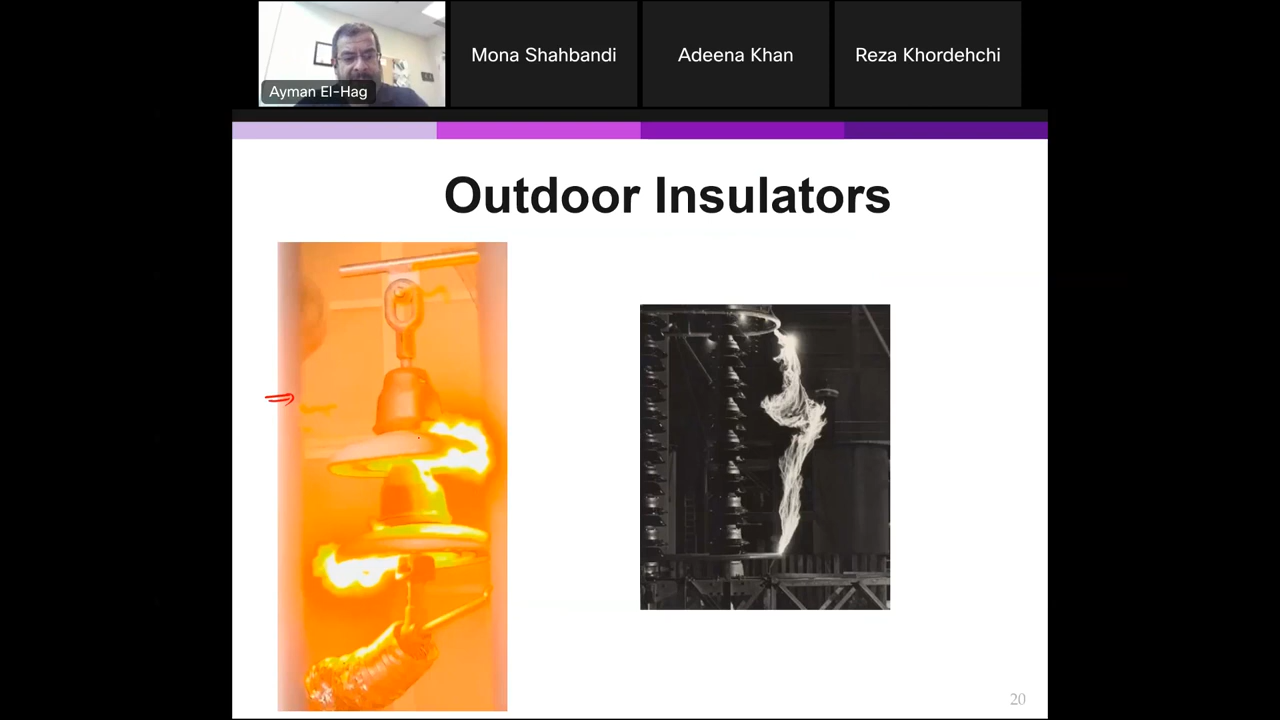 Ayman El-Hag
Mona Shahbandi
Adeena Khan
Reza Khordehchi
Outdoor Insulators
20